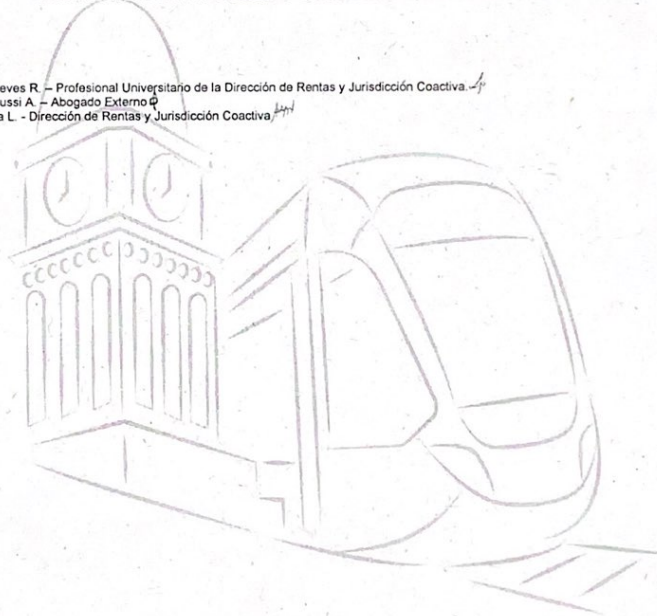 eves R. – Profesional Universitario de la Dirección de Rentas y Jurisdicción Coactiva.
ussi A. – Abogado Externo
a L. - Dirección de Rentas y Jurisdicción Coactiva